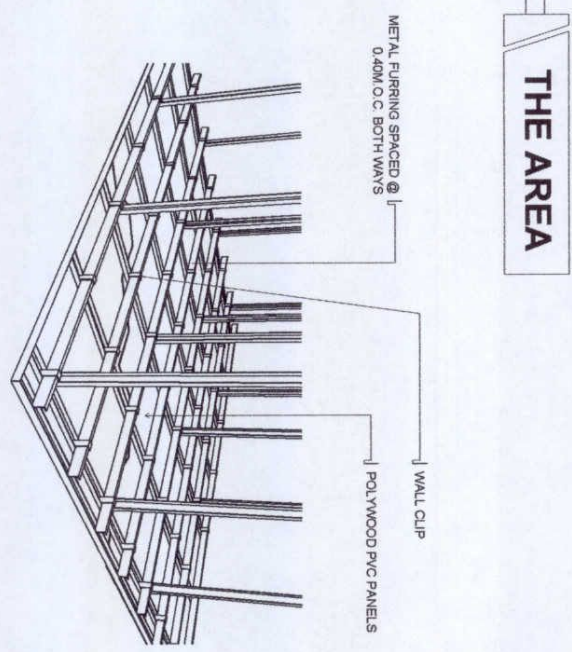 THE AREA
METAL FURRING SPACED @
0.40M.O.C. BOTH WAYS
WALL CLIP
POLYWOOD PVC PANELS